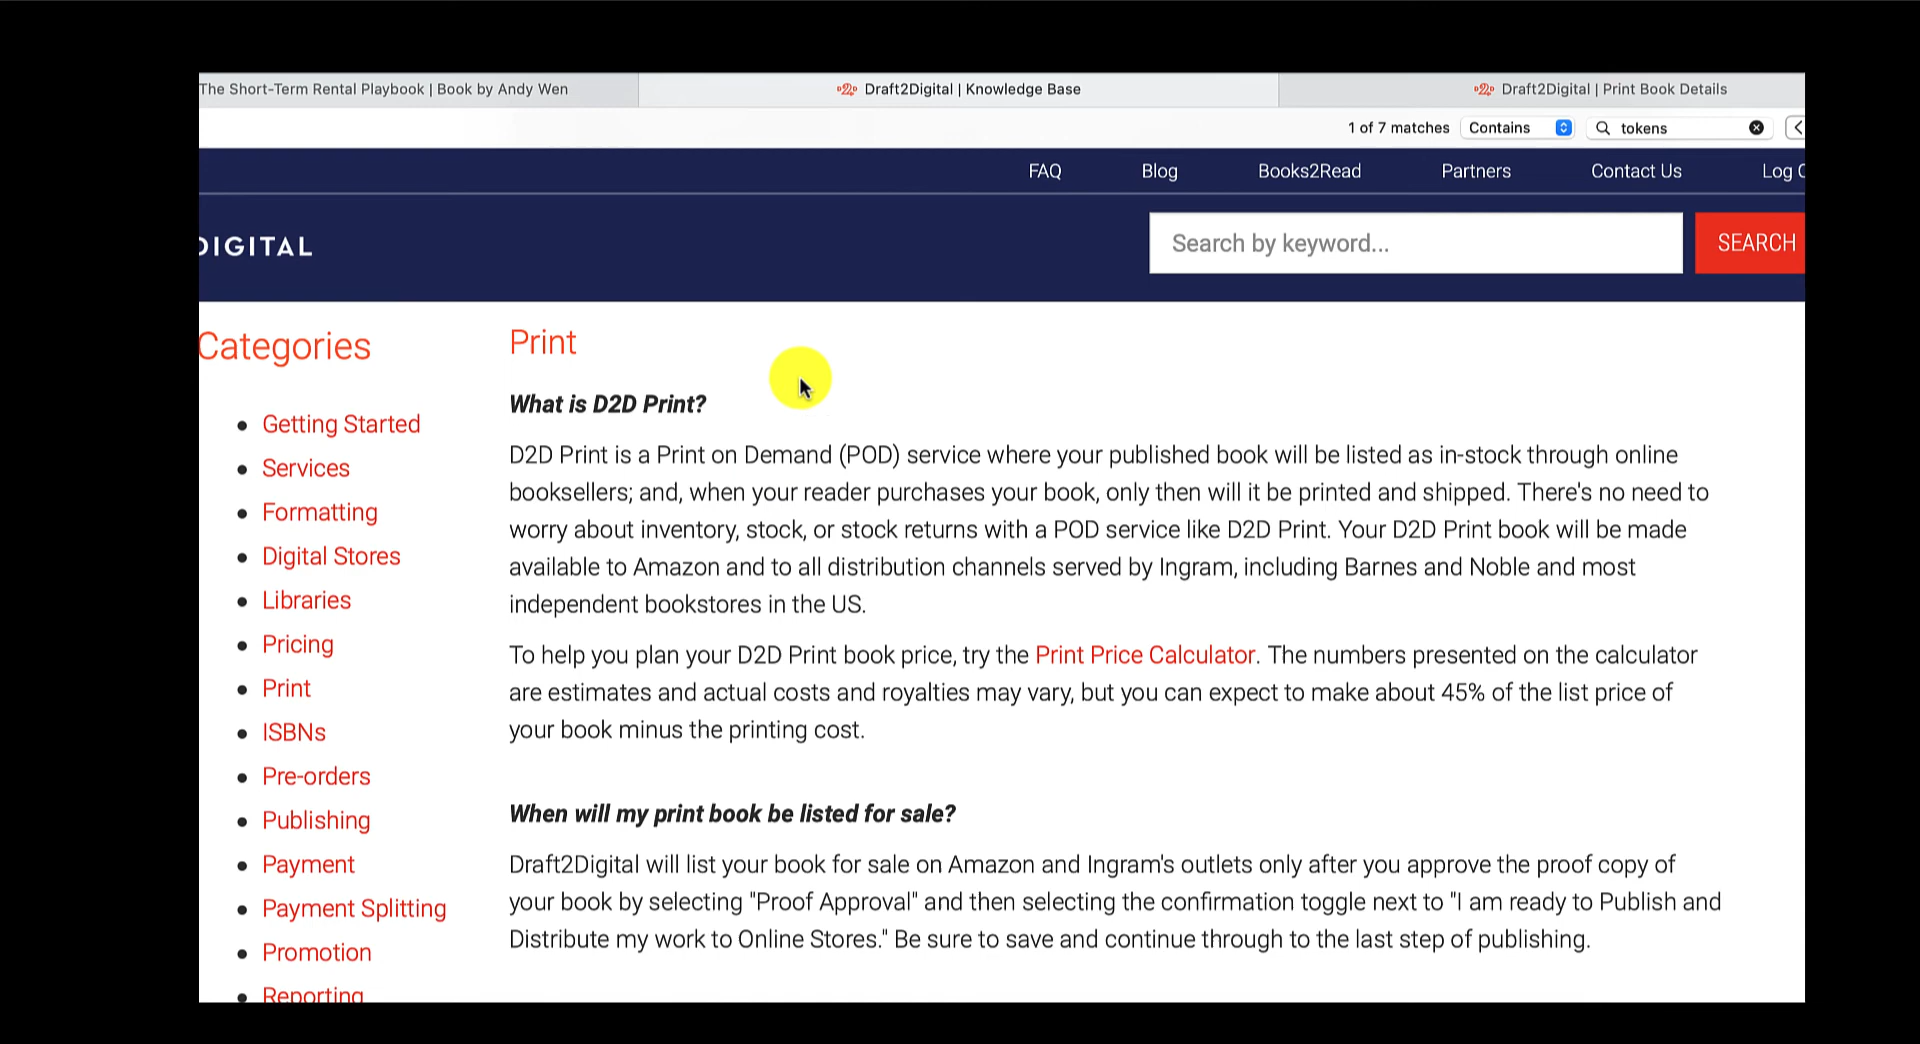 The Short-Term Rental Playbook | Book by Andy Wen
Draft2Digital | Knowledge Base
Draft2Digital | Print Book Details
1 of 7 matches
Contains
tokens
FAQ
Blog
Books2Read
Partners
Contact Us
Log
DIGITAL
Search by keyword...
SEARCH
Categories
Getting Started
Services
Formatting
Digital Stores
Libraries
Pricing
Print
ISBNs
Pre-orders
Publishing
Payment
Payment Splitting
Promotion
Reporting
Print
What is D2D Print?
D2D Print is a Print on Demand (POD) service where your published book will be listed as in-stock through online
booksellers; and, when your reader purchases your book, only then will it be printed and shipped. There's no need to
worry about inventory, stock, or stock returns with a POD service like D2D Print. Your D2D Print book will be made
available to Amazon and to all distribution channels served by Ingram, including Barnes and Noble and most
independent bookstores in the US.
To help you plan your D2D Print book price, try the Print Price Calculator. The numbers presented on the calculator
are estimates and actual costs and royalties may vary, but you can expect to make about 45% of the list price of
your book minus the printing cost.
When will my print book be listed for sale?
Draft2Digital will list your book for sale on Amazon and Ingram's outlets only after you approve the proof copy of
your book by selecting "Proof Approval" and then selecting the confirmation toggle next to "I am ready to Publish and
Distribute my work to Online Stores." Be sure to save and continue through to the last step of publishing.